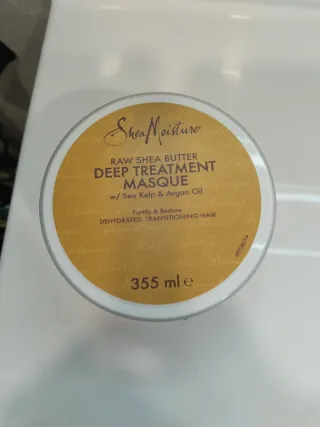 SheaMoisture
RAW SHEA BUTTER
DEEP TREATMENT
MASQUE
w/ Sea Kelp & Argan Oil
Fortify & Restore
DEHYDRATED, TRANSITIONING HAIR
355 ml e